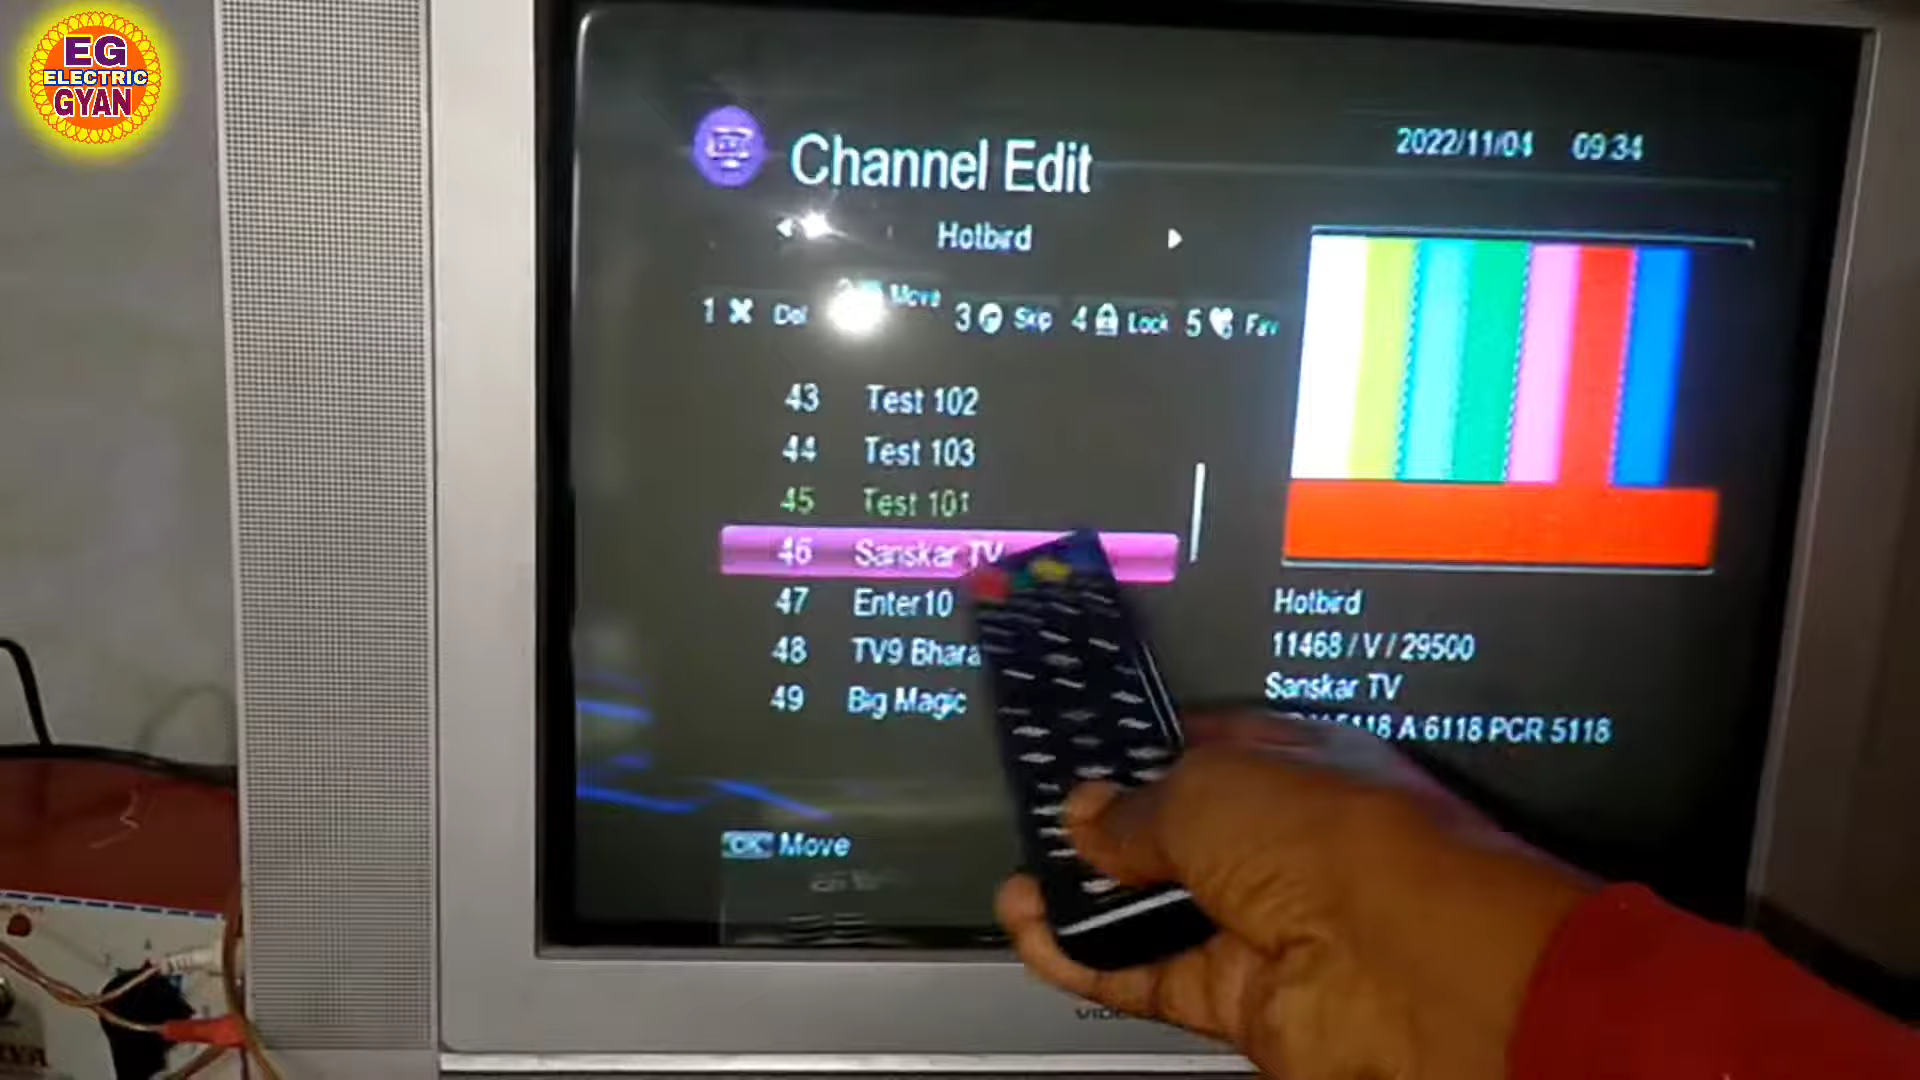 EG
ELECTRIC
GYAN
Channel Edit
2022/11/04 09:34
Hotbird
1 Del Move 3 Skip 4 Lock 5 Fav
43 Test 102
44 Test 103
45 Test 101
46 Sanskar TV
47 Enter10
48 TV9 Bhara
49 Big Magic
Hotbird
11468 / V / 29500
Sanskar TV
A 6118 PCR 5118
OK Move